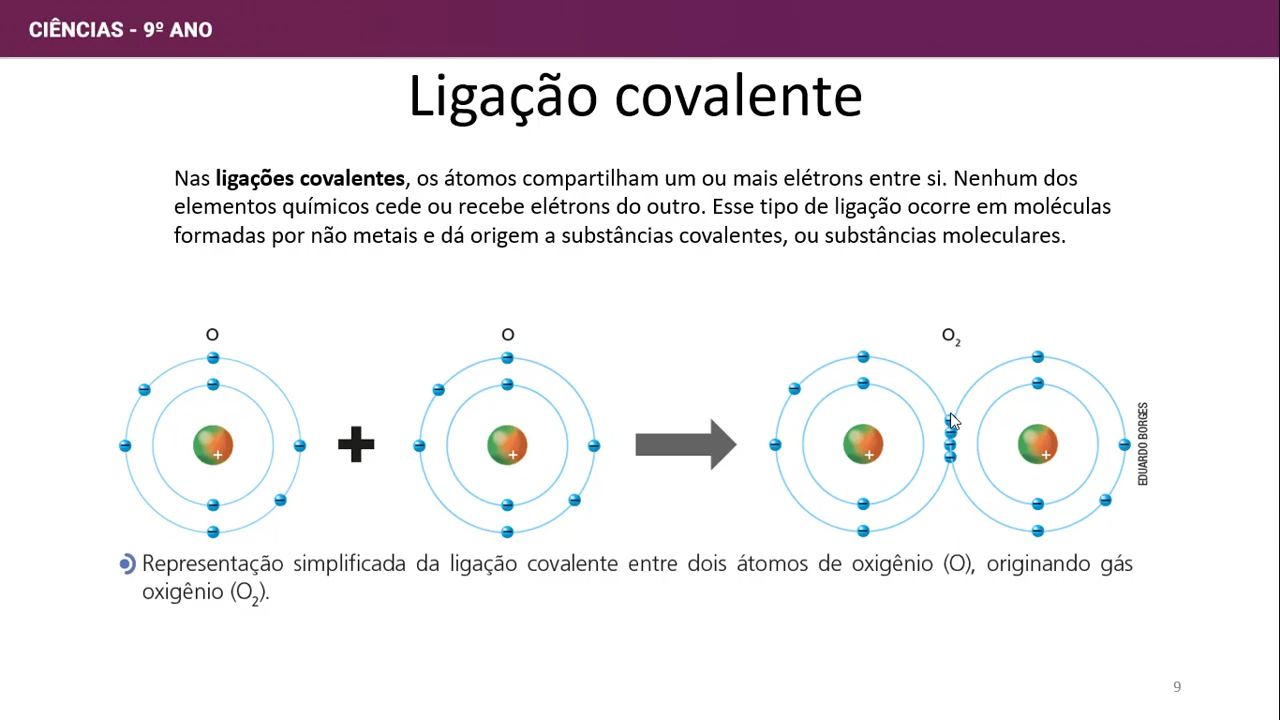 CIÊNCIAS - 9º ANO
Ligação covalente
Nas ligações covalentes, os átomos compartilham um ou mais elétrons entre si. Nenhum dos
elementos químicos cede ou recebe elétrons do outro. Esse tipo de ligação ocorre em moléculas
formadas por não metais e dá origem a substâncias covalentes, ou substâncias moleculares.
O
O
O₂
EDUARDO BORGES
Representação simplificada da ligação covalente entre dois átomos de oxigênio (O), originando gás
oxigênio (O₂).
9